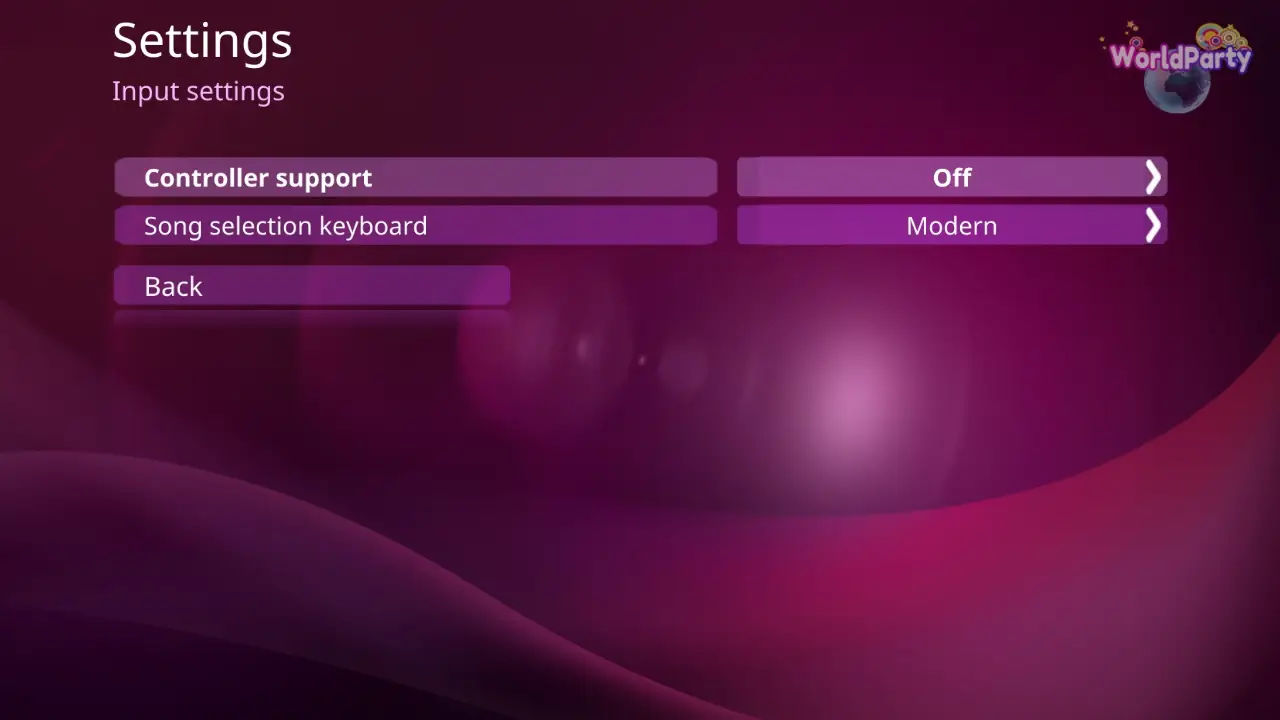 Settings
WorldParty
Input settings
Controller support Off
Song selection keyboard Modern
Back